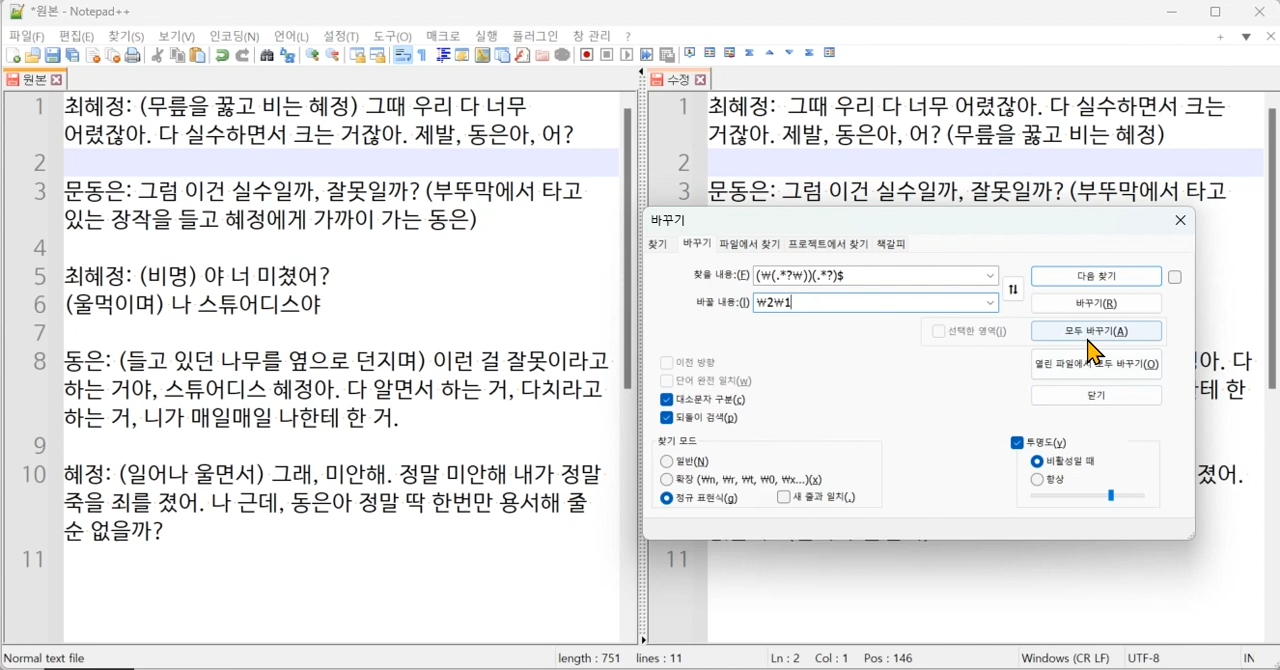 *원본 - Notepad++
파일(F) 편집(E) 찾기(S) 보기(V) 인코딩(N) 언어(L) 설정(T) 도구(O) 매크로 실행 플러그인 창 관리 ?
원본
1 최혜정: (무릎을 꿇고 비는 혜정) 그때 우리 다 너무
어렸잖아. 다 실수하면서 크는 거잖아. 제발, 동은아, 어?
2
3 문동은: 그럼 이건 실수일까, 잘못일까? (부뚜막에서 타고
있는 장작을 들고 혜정에게 가까이 가는 동은)
4
5 최혜정: (비명) 야 너 미쳤어?
6 (울먹이며) 나 스튜어디스야
7
8 동은: (들고 있던 나무를 옆으로 던지며) 이런 걸 잘못이라고
하는 거야, 스튜어디스 혜정아. 다 알면서 하는 거, 다치라고
하는 거, 니가 매일매일 나한테 한 거.
9
10 혜정: (일어나 울면서) 그래, 미안해. 정말 미안해 내가 정말
죽을 죄를 졌어. 나 근데, 동은아 정말 딱 한번만 용서해 줄
순 없을까?
11
수정
1 최혜정: 그때 우리 다 너무 어렸잖아. 다 실수하면서 크는
거잖아. 제발, 동은아, 어? (무릎을 꿇고 비는 혜정)
2
3 문동은: 그럼 이건 실수일까, 잘못일까? (부뚜막에서 타고
바꾸기
찾기 바꾸기 파일에서 찾기 프로젝트에서 찾기 책갈피
찾을 내용:(F) (₩(.*?₩))(.*?)$ 다음 찾기
바꿀 내용:(l) ₩2₩1 바꾸기(R)
선택한 영역(i) 모두 바꾸기(A)
이전 방향 열린 파일에서 모두 바꾸기(O)
단어 완전 일치(w)
대소문자 구분(c) 닫기
되돌이 검색(p)
찾기 모드 투명도(y)
일반(N) 비활성일 때
확장 (₩n, ₩r, ₩t, ₩0, ₩x...)(x) 항상
정규 표현식(g) 새 줄과 일치(.)
아. 다
테 한
졌어.
11
Normal text file length : 751 lines : 11 Ln : 2 Col : 1 Pos : 146 Windows (CR LF) UTF-8 IN